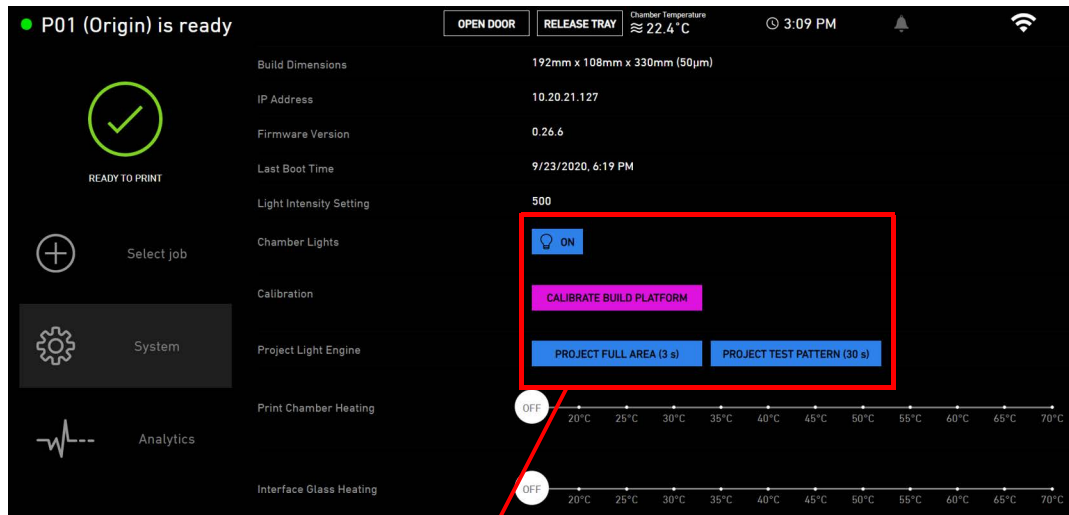 P01 (Origin) is ready
OPEN DOOR
RELEASE TRAY
Chamber Temperature
≈ 22.4°C
3:09 PM
READY TO PRINT
Select job
System
Analytics
Build Dimensions 192mm x 108mm x 330mm (50µm)
IP Address 10.20.21.127
Firmware Version 0.26.6
Last Boot Time 9/23/2020, 6:19 PM
Light Intensity Setting 500
Chamber Lights ON
Calibration CALIBRATE BUILD PLATFORM
Project Light Engine PROJECT FULL AREA (3 s) PROJECT TEST PATTERN (30 s)
Print Chamber Heating OFF
20°C 25°C 30°C 35°C 40°C 45°C 50°C 55°C 60°C 65°C 70°C
Interface Glass Heating OFF
20°C 25°C 30°C 35°C 40°C 45°C 50°C 55°C 60°C 65°C 70°C